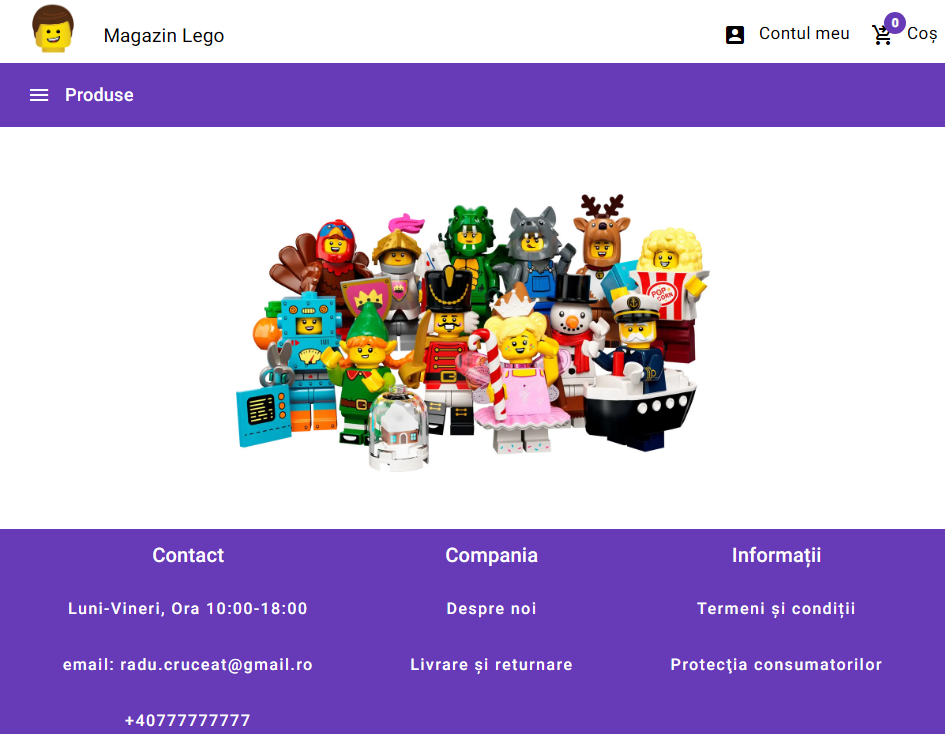 Magazin Lego
Contul meu
0
Coș
Produse
POP
CORN
Contact
Compania
Informații
Luni-Vineri, Ora 10:00-18:00
Despre noi
Termeni și condiții
email: radu.cruceat@gmail.ro
Livrare și returnare
Protecţia consumatorilor
+40777777777